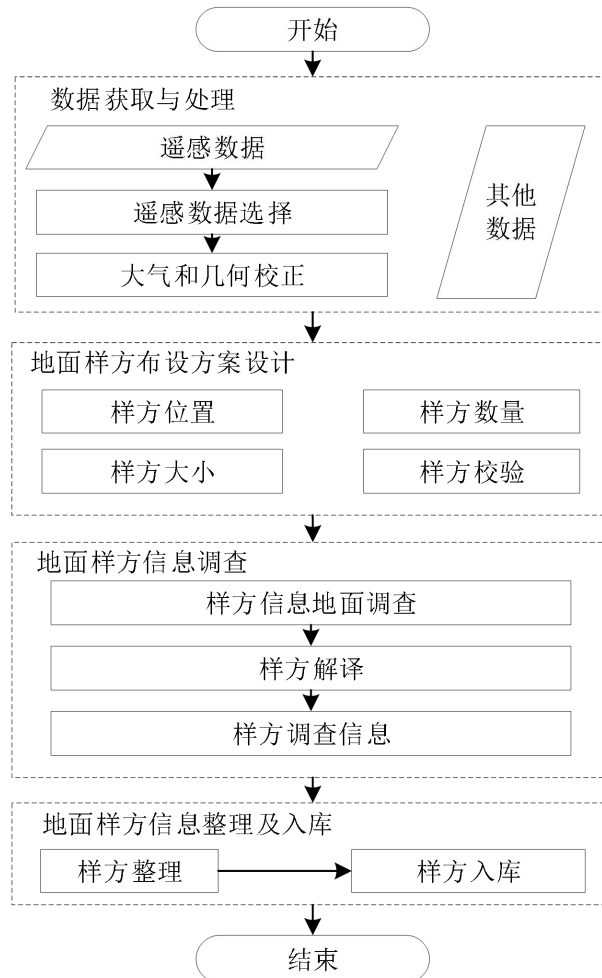 开始
数据获取与处理
遥感数据
遥感数据选择
大气和几何校正
其他
数据
地面样方布设方案设计
样方位置
样方数量
样方大小
样方校验
地面样方信息调查
样方信息地面调查
样方解译
样方调查信息
地面样方信息整理及入库
样方整理
样方入库
结束